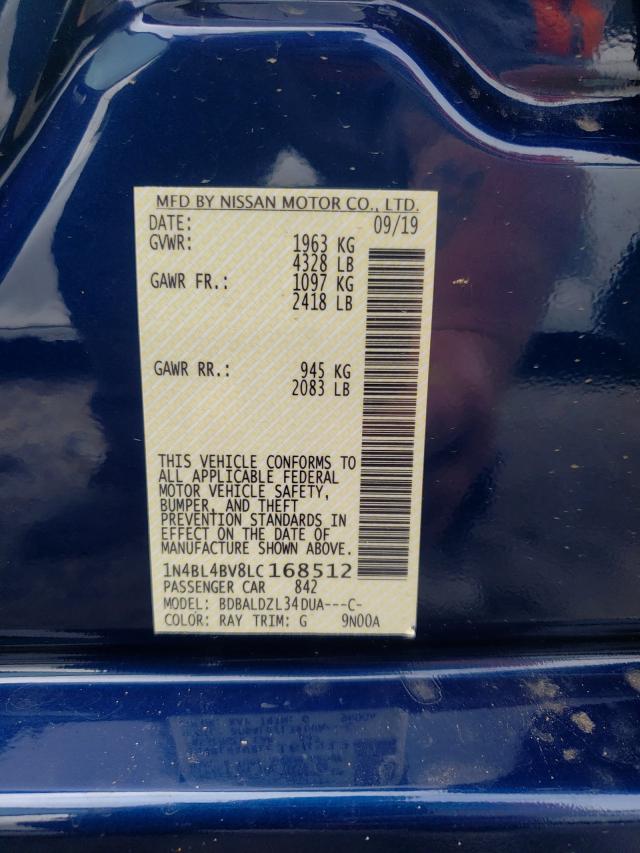 MFD BY NISSAN MOTOR CO., LTD.
DATE: 09/19
GVWR: 1963 KG
4328 LB
GAWR FR.: 1097 KG
2418 LB
GAWR RR.: 945 KG
2083 LB
THIS VEHICLE CONFORMS TO
ALL APPLICABLE FEDERAL
MOTOR VEHICLE SAFETY,
BUMPER, AND THEFT
PREVENTION STANDARDS IN
EFFECT ON THE DATE OF
MANUFACTURE SHOWN ABOVE.
1N4BL4BV8LC168512
PASSENGER CAR 842
MODEL: BDBALDZL34DUA---C-
COLOR: RAY TRIM: G 9N00A